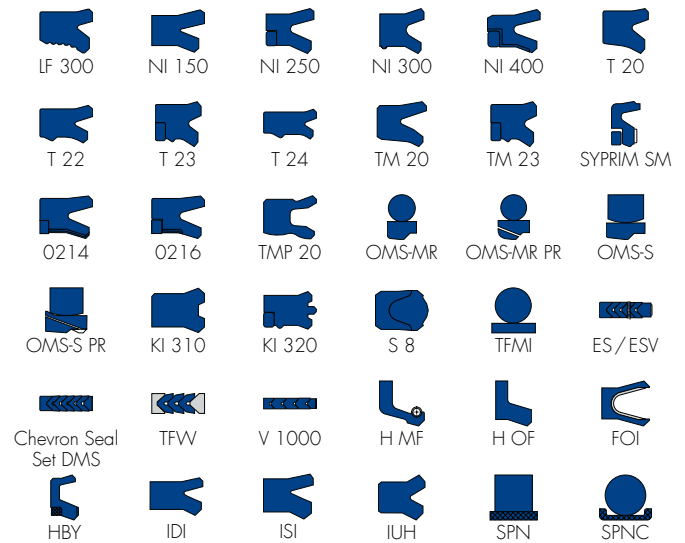 LF 300 NI 150 NI 250 NI 300 NI 400 T 20
T 22 T 23 T 24 TM 20 TM 23 SYPRIM SM
0214 0216 TMP 20 OMS-MR OMS-MR PR OMS-S
OMS-S PR KI 310 KI 320 S 8 TFMI ES / ESV
Chevron Seal TFW V 1000 H MF H OF FOI
Set DMS
HBY IDI ISI IUH SPN SPNC